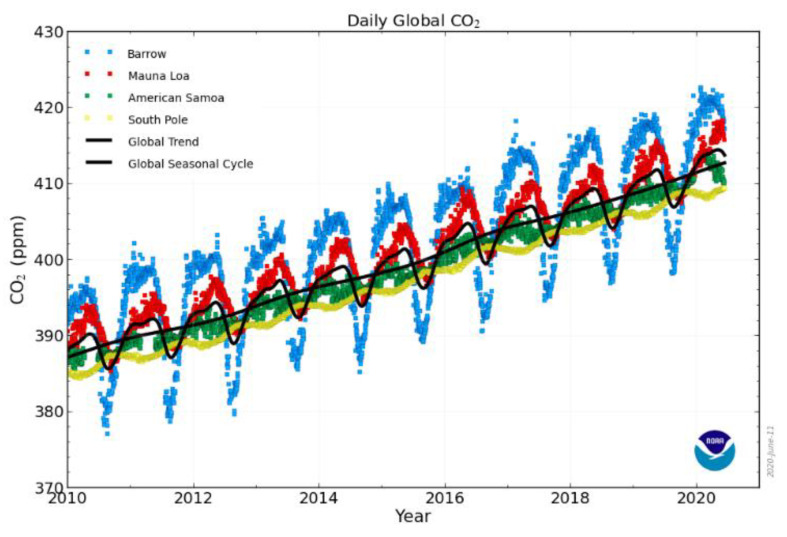 Daily Global CO₂
430
420
410
400
390
380
370
Barrow
Mauna Loa
American Samoa
South Pole
Global Trend
Global Seasonal Cycle
CO₂ (ppm)
2010
2012
2014
2016
2018
2020
Year
NOAA
2020-June-11